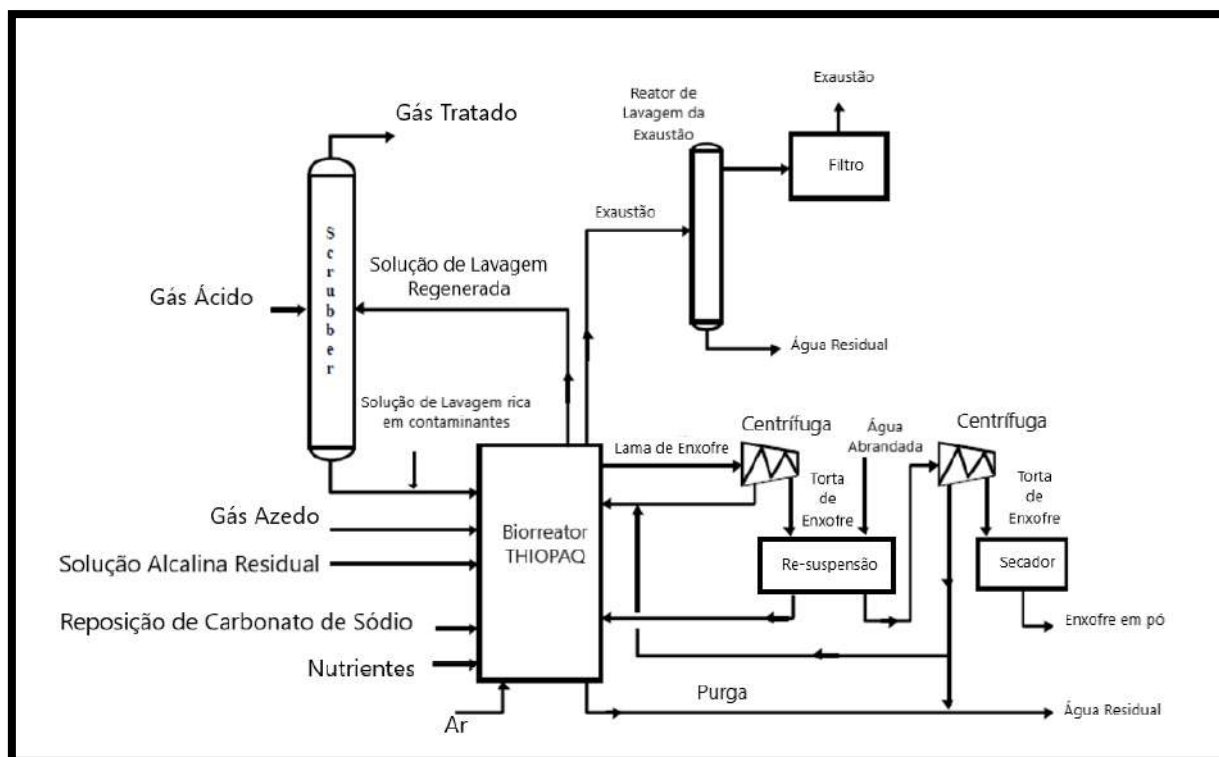 Exaustão
Reator de
Lavagem da
Exaustão
Gás Tratado
Filtro
Scrubber
Exaustão
Solução de Lavagem
Regenerada
Gás Ácido
Água Residual
Solução de Lavagem rica
em contaminantes
Centrífuga
Água
Abrandada
Centrífuga
Lama de Enxofre
Torta
de
Enxofre
Torta
de
Enxofre
Gás Azedo
Biorreator
THIOPAQ
Solução Alcalina Residual
Re-suspensão
Secador
Reposição de Carbonato de Sódio
Enxofre em pó
Nutrientes
Purga
Ar
Água Residual